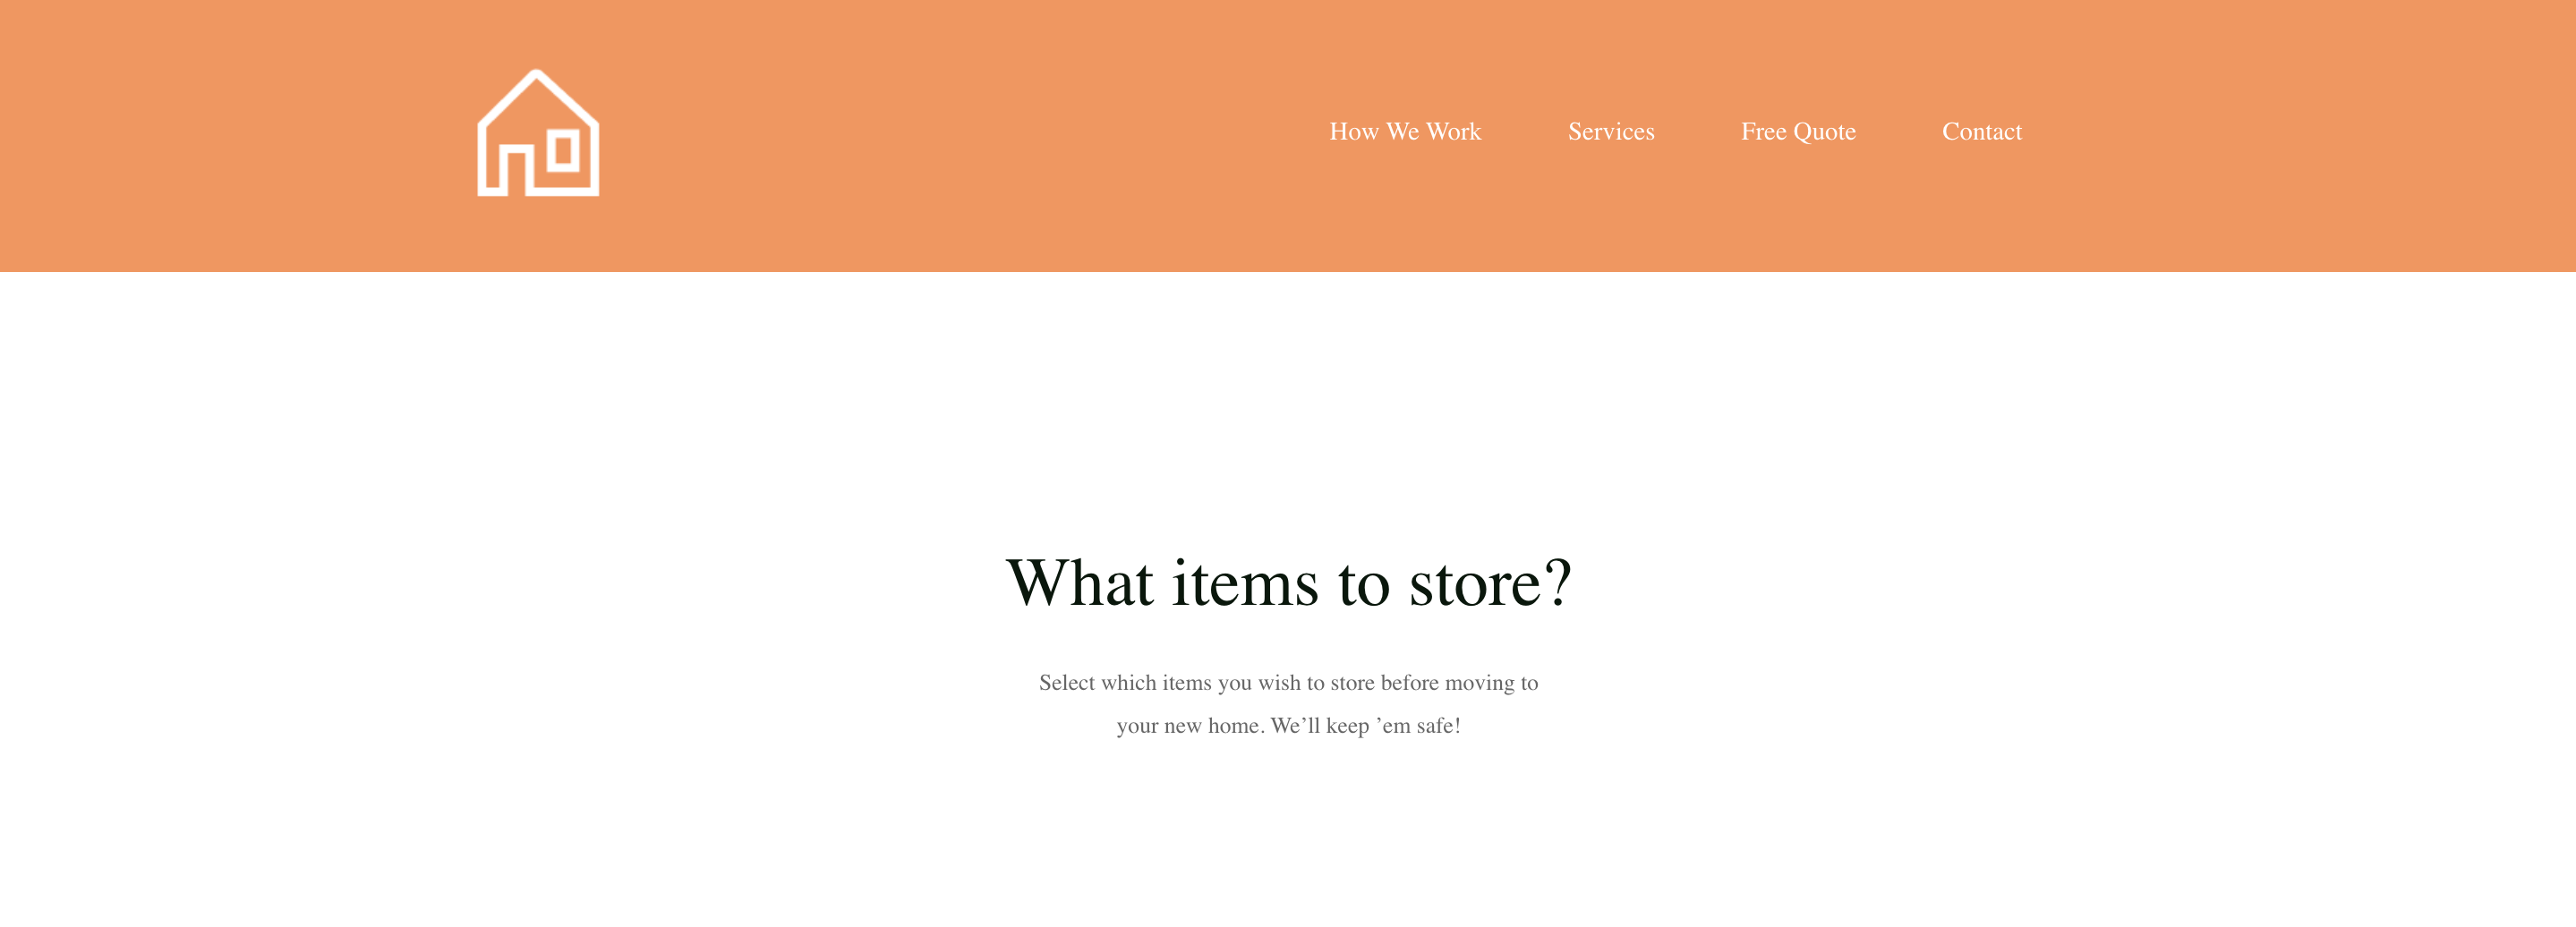 How We Work Services Free Quote Contact
What items to store?
Select which items you wish to store before moving to
your new home. We’ll keep ’em safe!